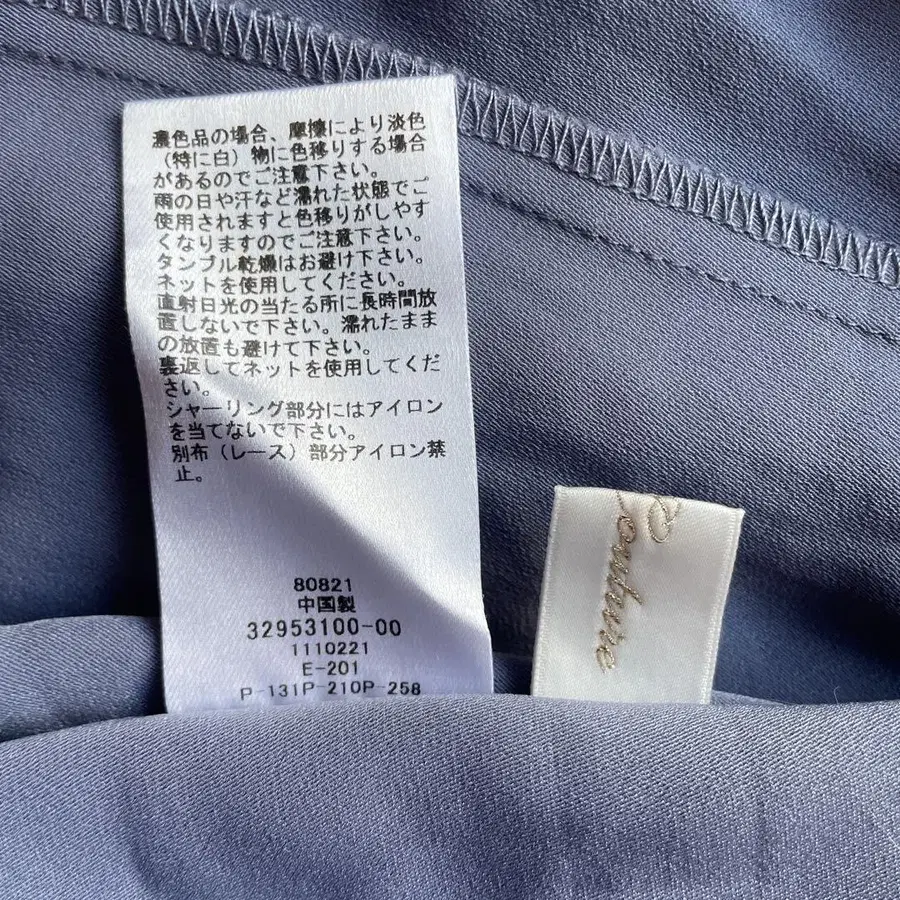 濃色品の場合、摩擦により淡色
（特に白）物に色移りする場合
があるのでご注意下さい。
雨の日や汗など濡れた状態でご
使用されますと色移りがしやす
くなりますのでご注意下さい。
タンブル乾燥はお避け下さい。
ネットを使用してください。
直射日光の当たる所に長時間放
置しないで下さい。濡れたまま
の放置も避けて下さい。
裏返してネットを使用してくだ
さい。
シャーリング部分にはアイロン
を当てないで下さい。
別布（レース）部分アイロン禁
止。
80821
中国製
32953100-00
1110221
E-201
P-131P-210P-258